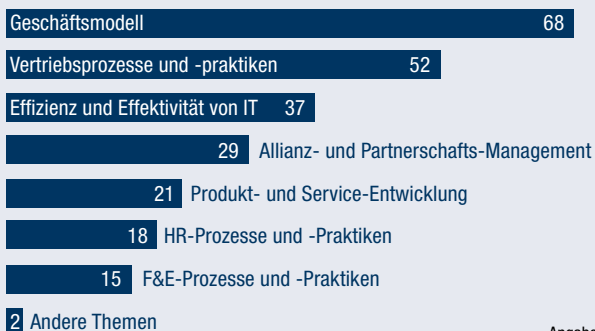 Geschäftsmodell 68
Vertriebsprozesse und -praktiken 52
Effizienz und Effektivität von IT 37
29 Allianz- und Partnerschafts-Management
21 Produkt- und Service-Entwicklung
18 HR-Prozesse und -Praktiken
15 F&E-Prozesse und -Praktiken
2 Andere Themen